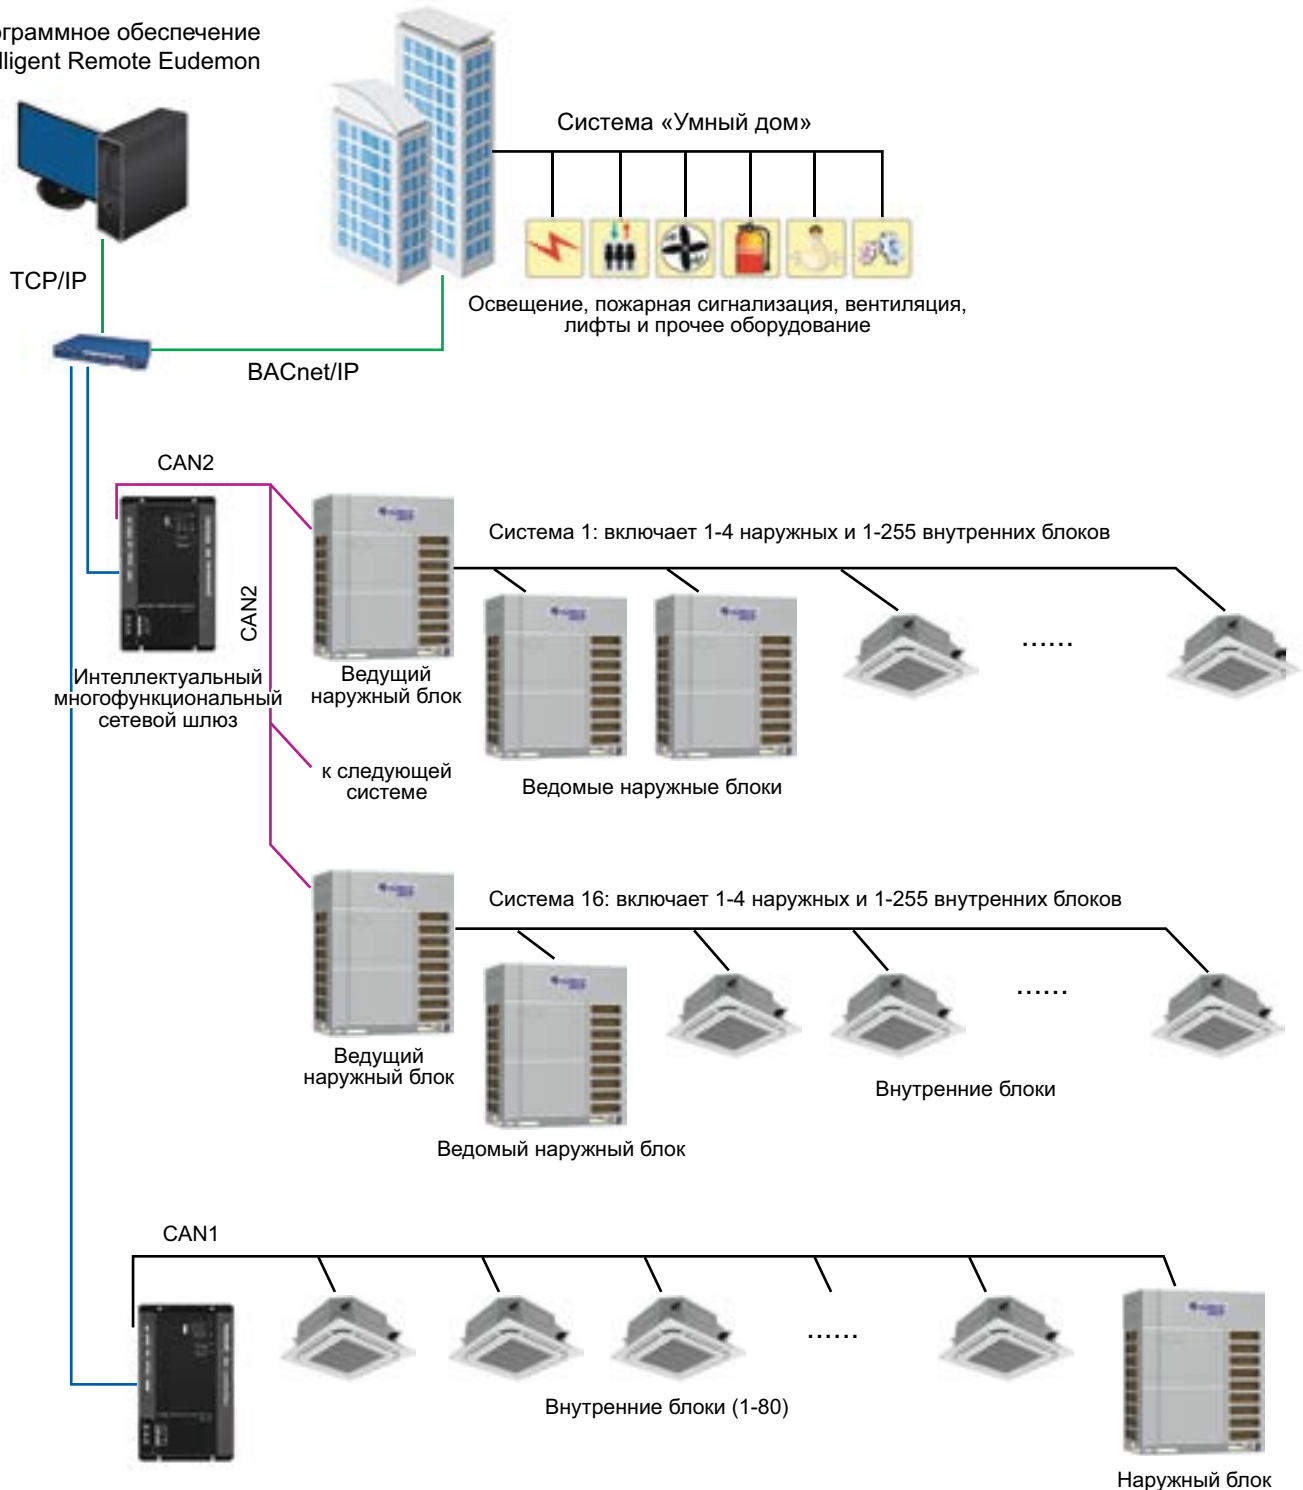 ограммное обеспечение
lligent Remote Eudemon
Система «Умный дом»
TCP/IP
Освещение, пожарная сигнализация, вентиляция,
лифты и прочее оборудование
BACnet/IP
CAN2
Система 1: включает 1-4 наружных и 1-255 внутренних блоков
CAN2
......
Интеллектуальный
многофункциональный
сетевой шлюз
Ведущий
наружный блок
к следующей
системе
Ведомые наружные блоки
Система 16: включает 1-4 наружных и 1-255 внутренних блоков
......
Ведущий
наружный блок
Внутренние блоки
Ведомый наружный блок
CAN1
......
Внутренние блоки (1-80)
Наружный блок